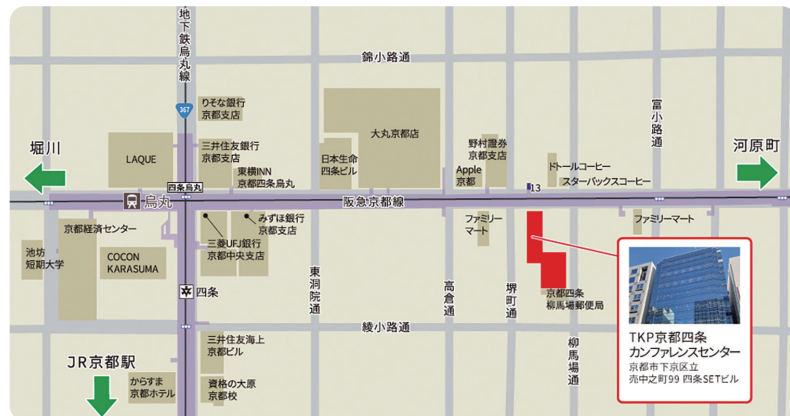 地下鉄烏丸線
錦小路通
367
りそな銀行
京都支店
富小路通
堀川
LAQUE
三井住友銀行
京都支店
大丸京都店
日本生命
四条ビル
野村證券
京都支店
河原町
東横INN
京都四条烏丸
Apple
京都
ドトールコーヒー
スターバックスコーヒー
四条烏丸
13
烏丸
阪急京都線
京都経済センター
みずほ銀行
京都支店
ファミリー
マート
ファミリーマート
三菱UFJ銀行
京都中央支店
池坊
短期大学
COCON
KARASUMA
東洞院通
高倉通
堺町通
四条
京都四条
柳馬場郵便局
綾小路通
柳馬場通
三井住友海上
京都ビル
TKP京都四条
カンファレンスセンター
京都市下京区立
売中之町99 四条SETビル
JR京都駅
からすま
京都ホテル
資格の大原
京都校